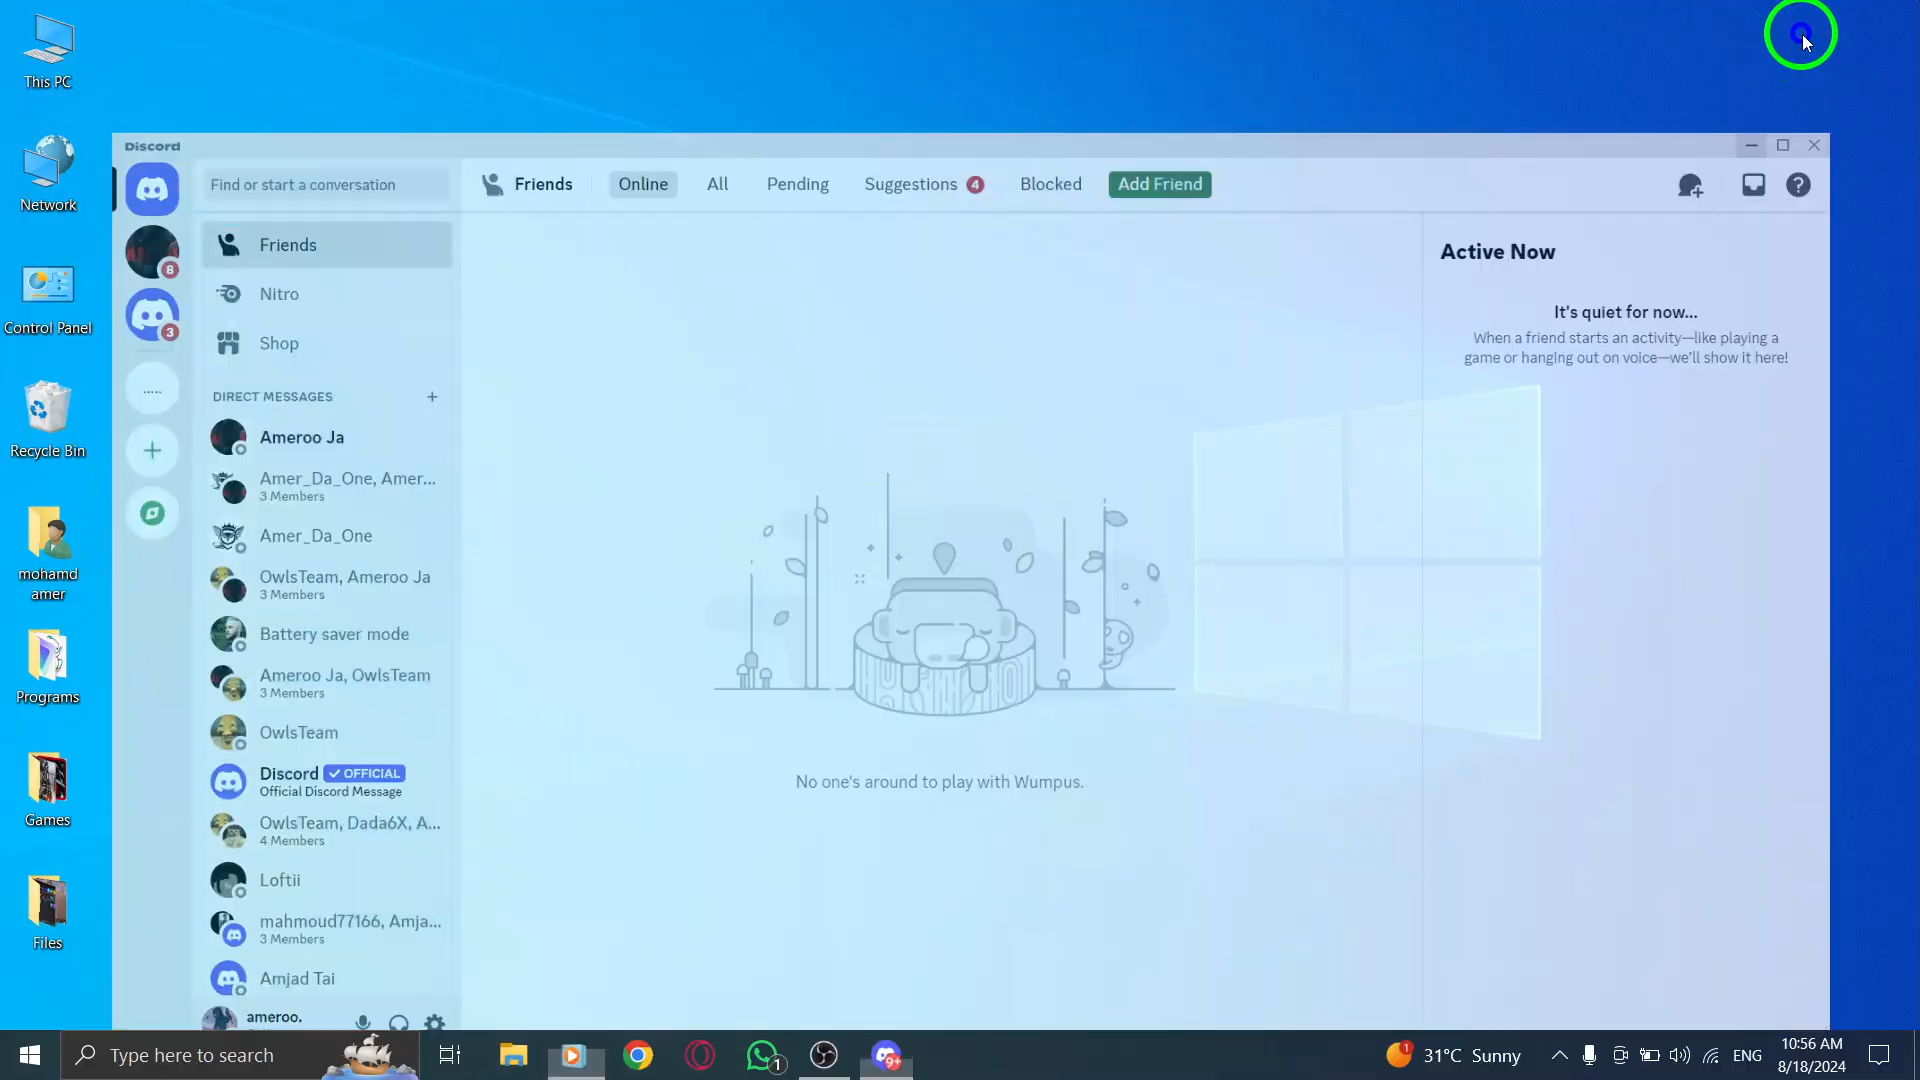 This PC
Network
Control Panel
Recycle Bin
mohamd
amer
Programs
Games
Files
Discord
Find or start a conversation
Friends
Online
All
Pending
Suggestions 4
Blocked
Add Friend
8
3
.....
Friends
Nitro
Shop
DIRECT MESSAGES
Ameroo Ja
Amer_Da_One, Amer...
3 Members
Amer_Da_One
OwlsTeam, Ameroo Ja
3 Members
Battery saver mode
Ameroo Ja, OwlsTeam
3 Members
OwlsTeam
Discord OFFICIAL
Official Discord Message
OwlsTeam, Dada6X, A...
4 Members
Loftii
mahmoud77166, Amja...
3 Members
Amjad Tai
ameroo.
No one's around to play with Wumpus.
Active Now
It's quiet for now...
When a friend starts an activity—like playing a
game or hanging out on voice—we'll show it here!
Type here to search
1
9+
1
31°C Sunny
ENG
10:56 AM
8/18/2024